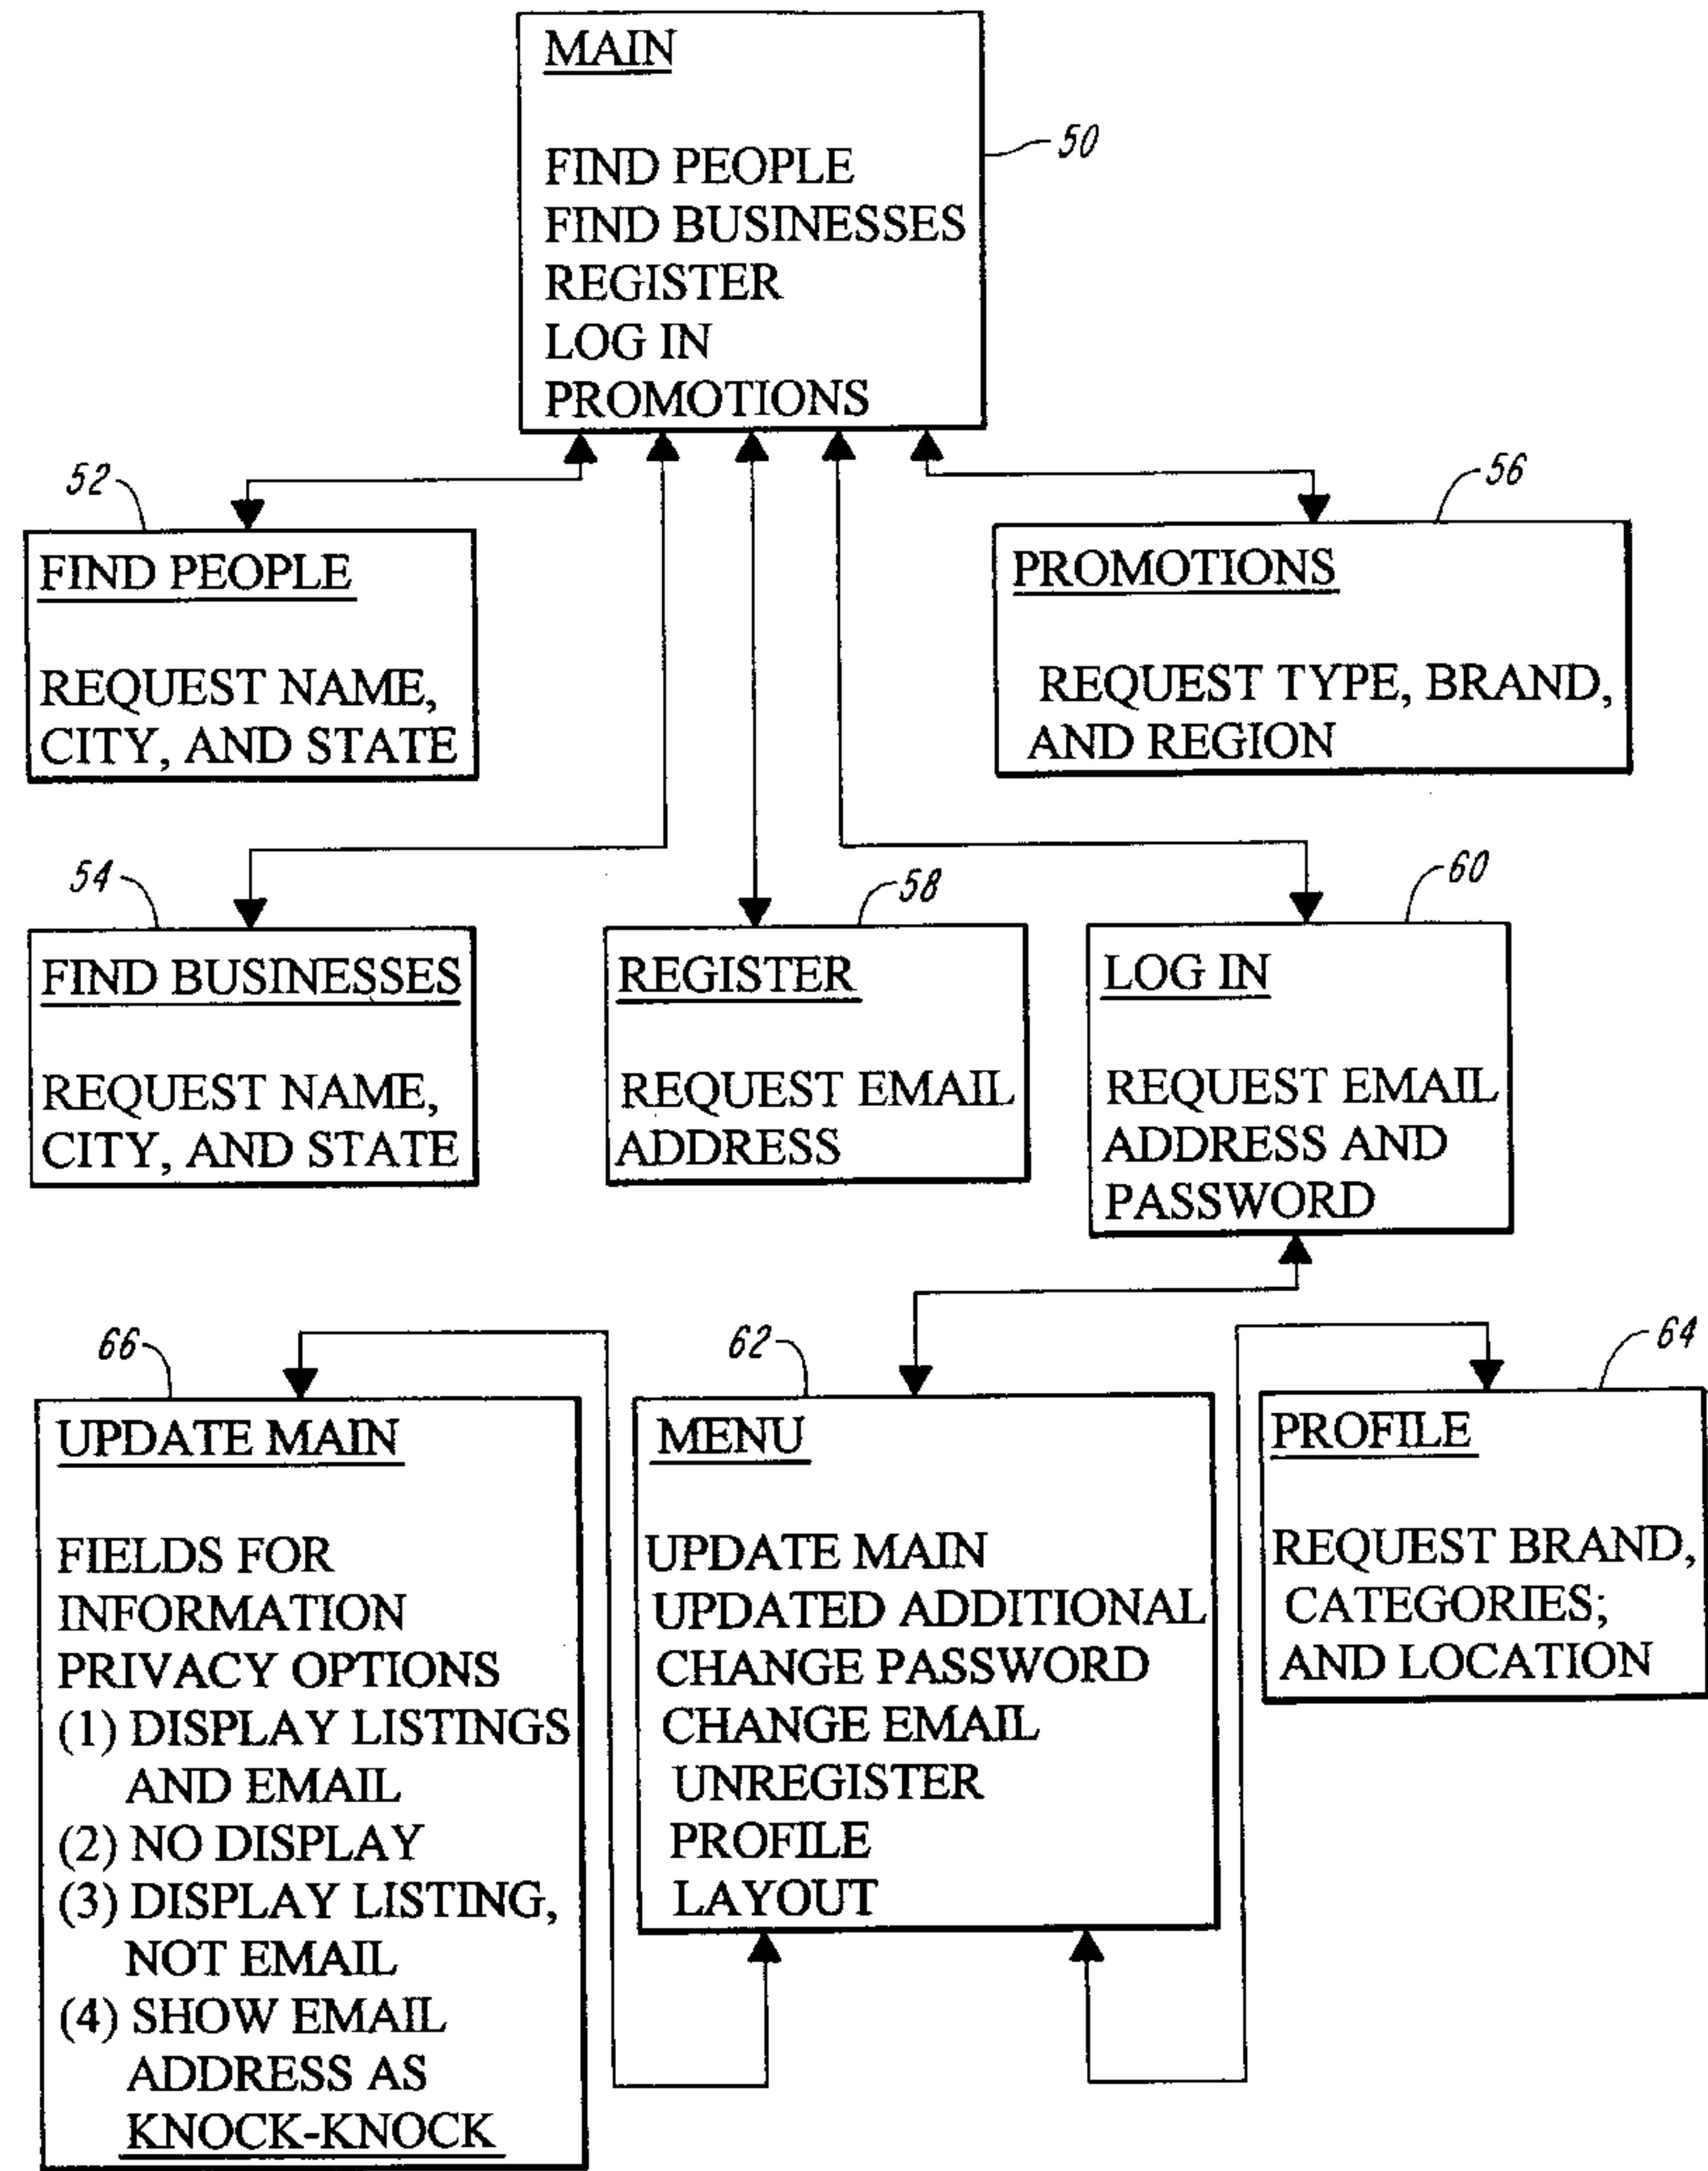 MAIN
FIND PEOPLE
FIND BUSINESSES
REGISTER
LOG IN
PROMOTIONS
50
52
FIND PEOPLE
REQUEST NAME,
CITY, AND STATE
56
PROMOTIONS
REQUEST TYPE, BRAND,
AND REGION
54
FIND BUSINESSES
REQUEST NAME,
CITY, AND STATE
58
REGISTER
REQUEST EMAIL
ADDRESS
60
LOG IN
REQUEST EMAIL
ADDRESS AND
PASSWORD
66
UPDATE MAIN
FIELDS FOR
INFORMATION
PRIVACY OPTIONS
(1) DISPLAY LISTINGS
AND EMAIL
(2) NO DISPLAY
(3) DISPLAY LISTING,
NOT EMAIL
(4) SHOW EMAIL
ADDRESS AS
KNOCK-KNOCK
62
MENU
UPDATE MAIN
UPDATED ADDITIONAL
CHANGE PASSWORD
CHANGE EMAIL
UNREGISTER
PROFILE
LAYOUT
64
PROFILE
REQUEST BRAND,
CATEGORIES;
AND LOCATION